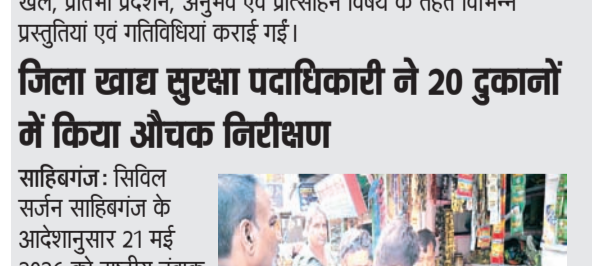 खेल, प्रतिभा प्रदर्शन, अनुभव एवं प्रोत्साहन विषय के तहत विभिन्न
प्रस्तुतियां एवं गतिविधियां कराई गईं।
जिला खाद्य सुरक्षा पदाधिकारी ने 20 दुकानों
में किया औचक निरीक्षण
साहिबगंज: सिविल
सर्जन साहिबगंज के
आदेशानुसार 21 मई
2026 को राष्ट्रीय तंबाकू